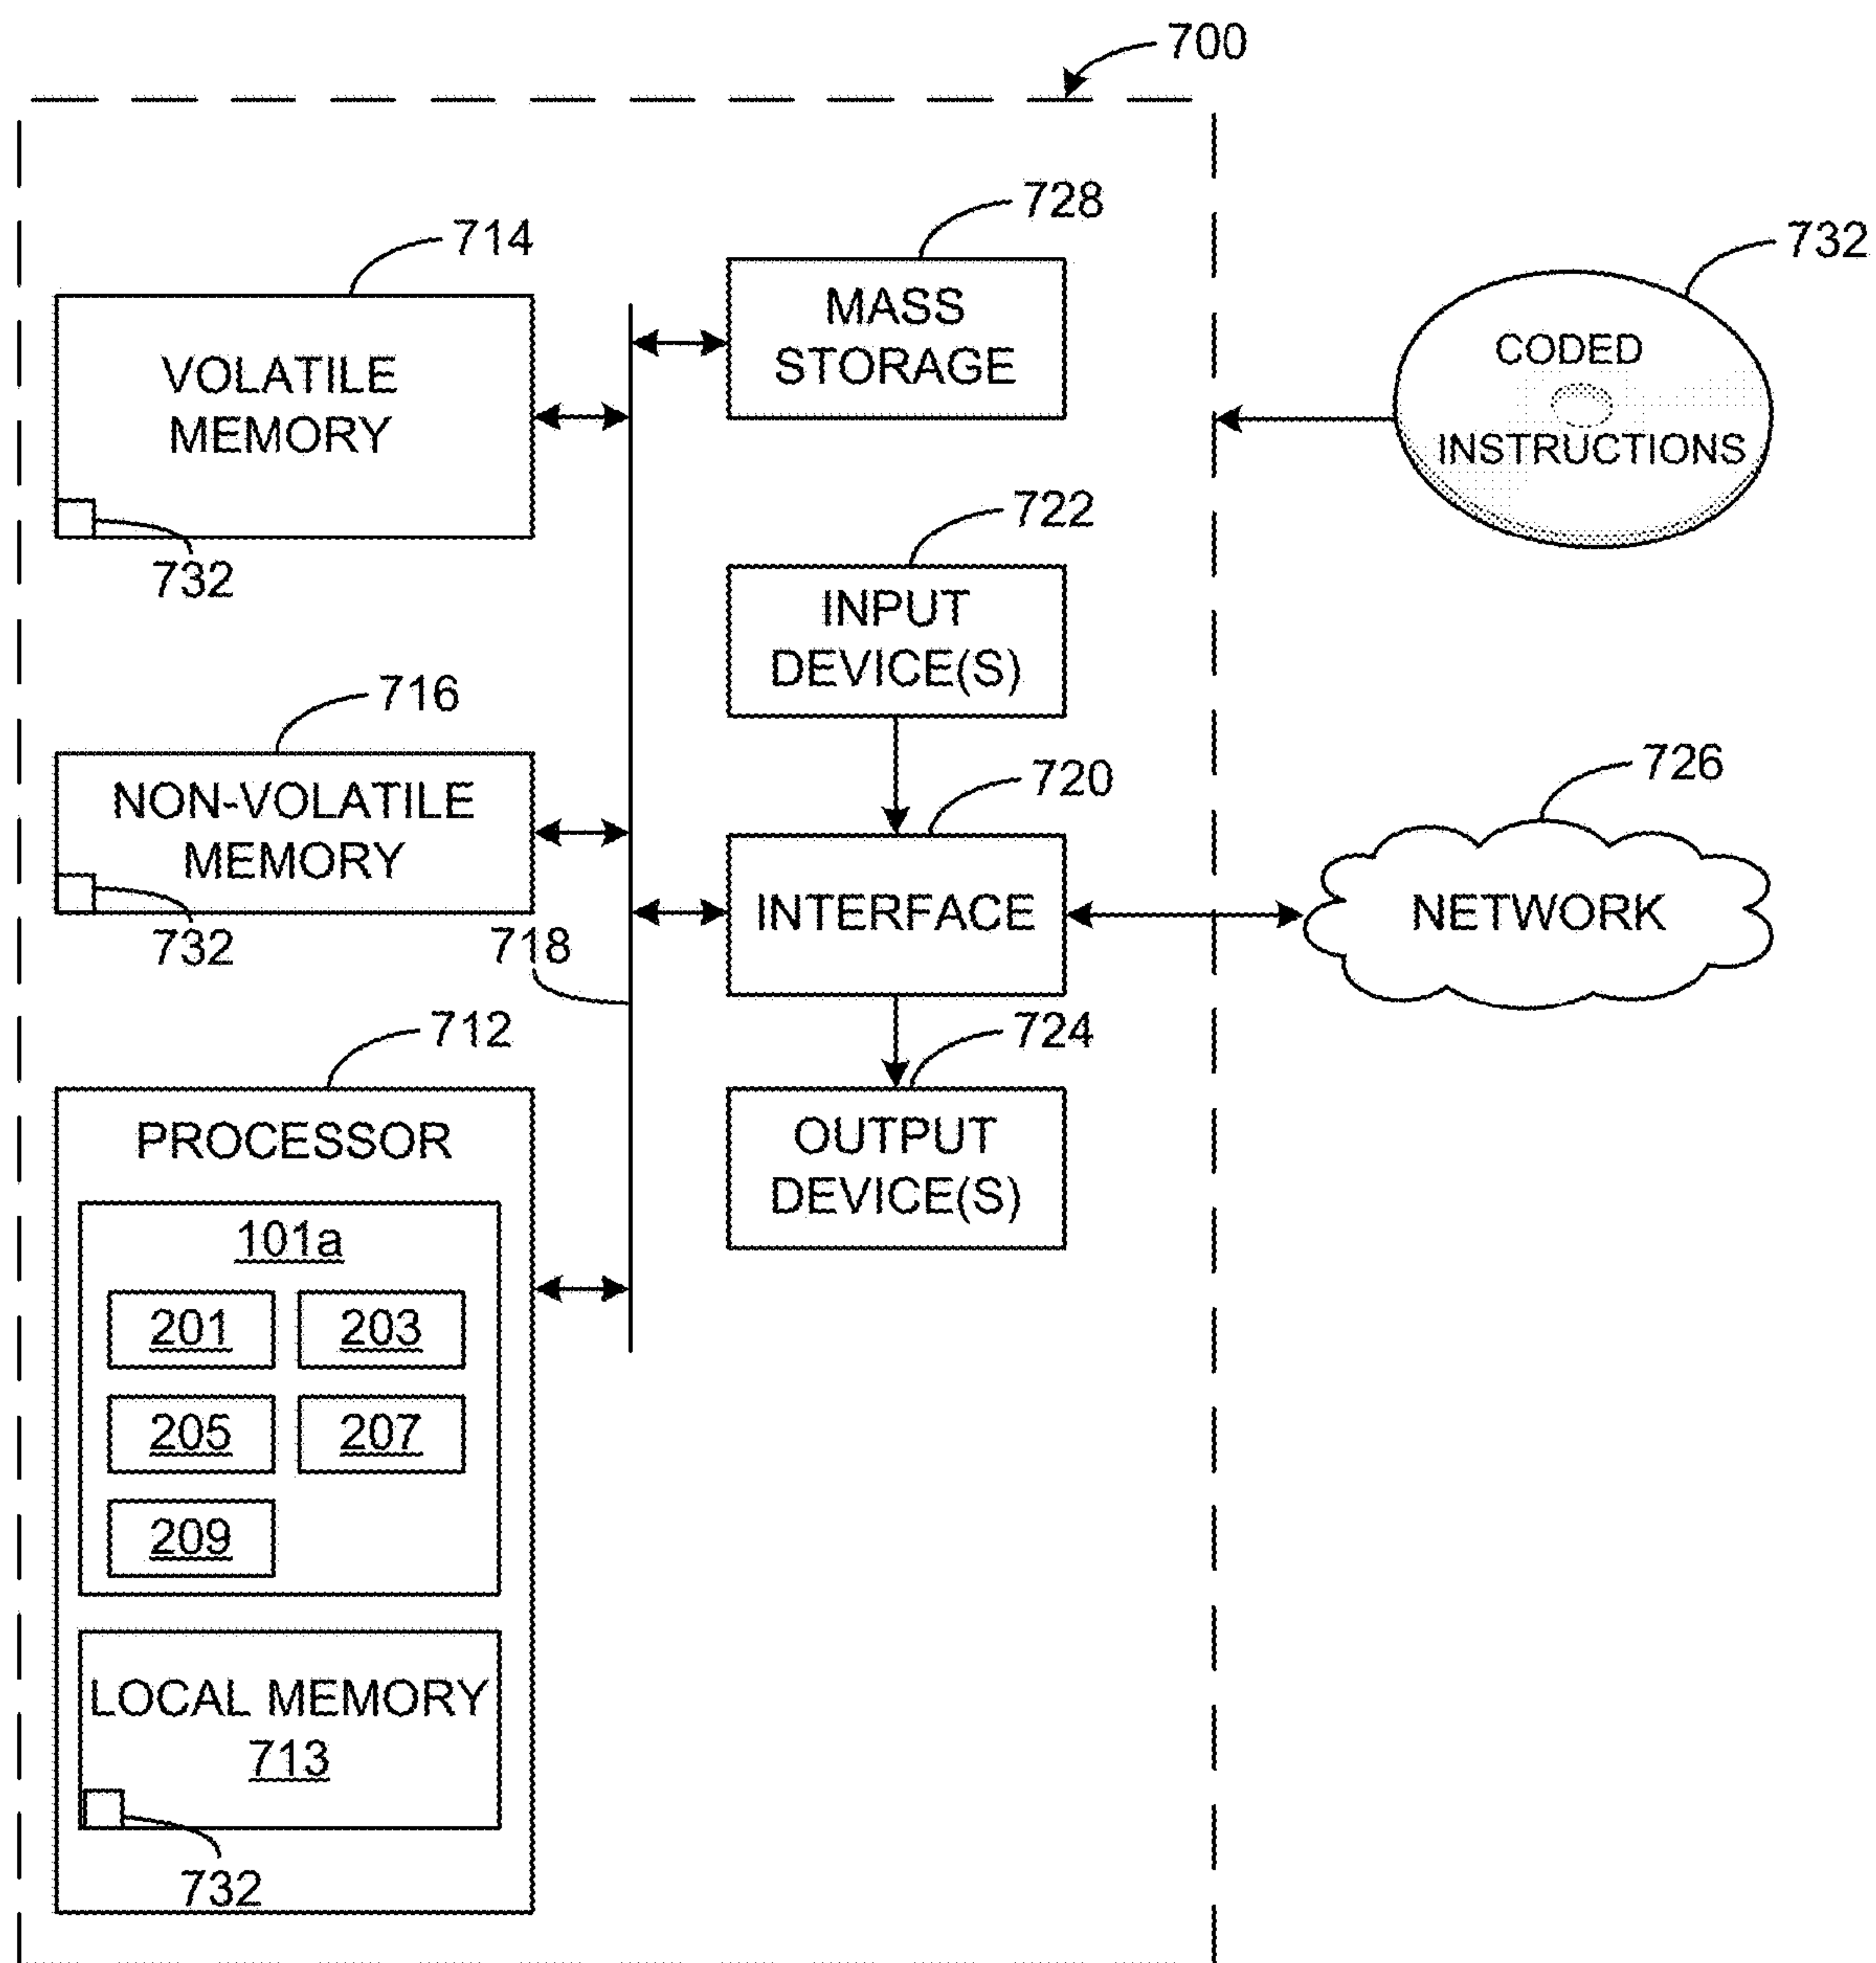 700
728
714
732
MASS
STORAGE
VOLATILE
MEMORY
CODED
INSTRUCTIONS
722
732
INPUT
DEVICE(S)
716
720
726
NON-VOLATILE
MEMORY
INTERFACE
NETWORK
732
718
712
724
PROCESSOR
OUTPUT
DEVICE(S)
101a
201
203
205
207
209
LOCAL MEMORY
713
732